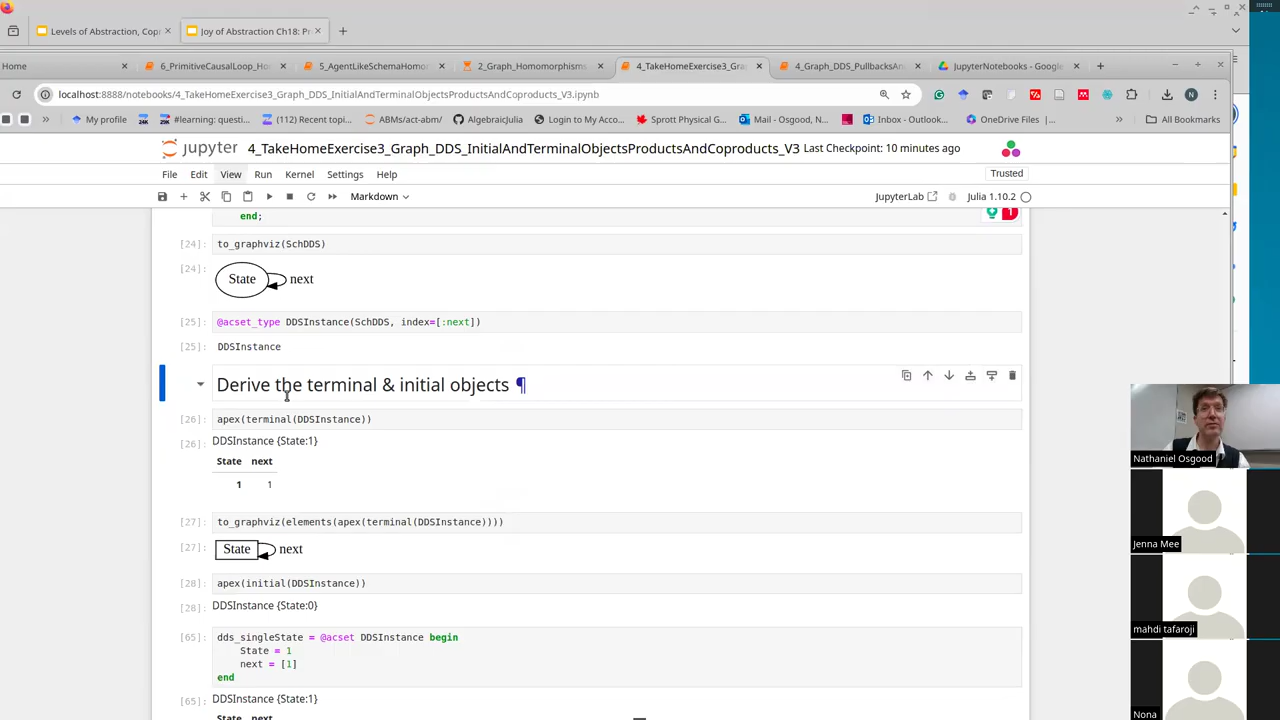 Levels of Abstraction, Cop
Joy of Abstraction Ch18: P
Home
6_PrimitiveCausalLoop_Ho
5_AgentLikeSchemaHomom
2_Graph_Homomorphisms
4_TakeHomeExercise3_Gra
4_Graph_DDS_PullbacksAn
JupyterNotebooks - Google
localhost:8888/notebooks/4_TakeHomeExercise3_Graph_DDS_InitialAndTerminalObjectsProductsAndCoproducts_V3.ipynb
My profile
#learning: questi...
(112) Recent topi...
ABMs/act-abm/
AlgebraicJulia
Login to My Acco...
Sprott Physical G...
Mail - Osgood, N...
Inbox - Outlook...
OneDrive Files
All Bookmarks
jupyter 4_TakeHomeExercise3_Graph_DDS_InitialAndTerminalObjectsProductsAndCoproducts_V3 Last Checkpoint: 10 minutes ago
File Edit View Run Kernel Settings Help
Trusted
Markdown
JupyterLab
Julia 1.10.2
end;
1
[24]: to_graphviz(SchDDS)
[24]: State next
[25]: @acset_type DDSInstance(SchDDS, index=[:next])
[25]: DDSInstance
Derive the terminal & initial objects ¶
[26]: apex(terminal(DDSInstance))
[26]: DDSInstance {State:1}
State next
1 1
[27]: to_graphviz(elements(apex(terminal(DDSInstance))))
[27]: State next
[28]: apex(initial(DDSInstance))
[28]: DDSInstance {State:0}
[65]: dds_singleState = @acset DDSInstance begin
State = 1
next = [1]
end
[65]: DDSInstance {State:1}
State next
Nathaniel Osgood
Jenna Mee
mahdi tafaroji
Nona